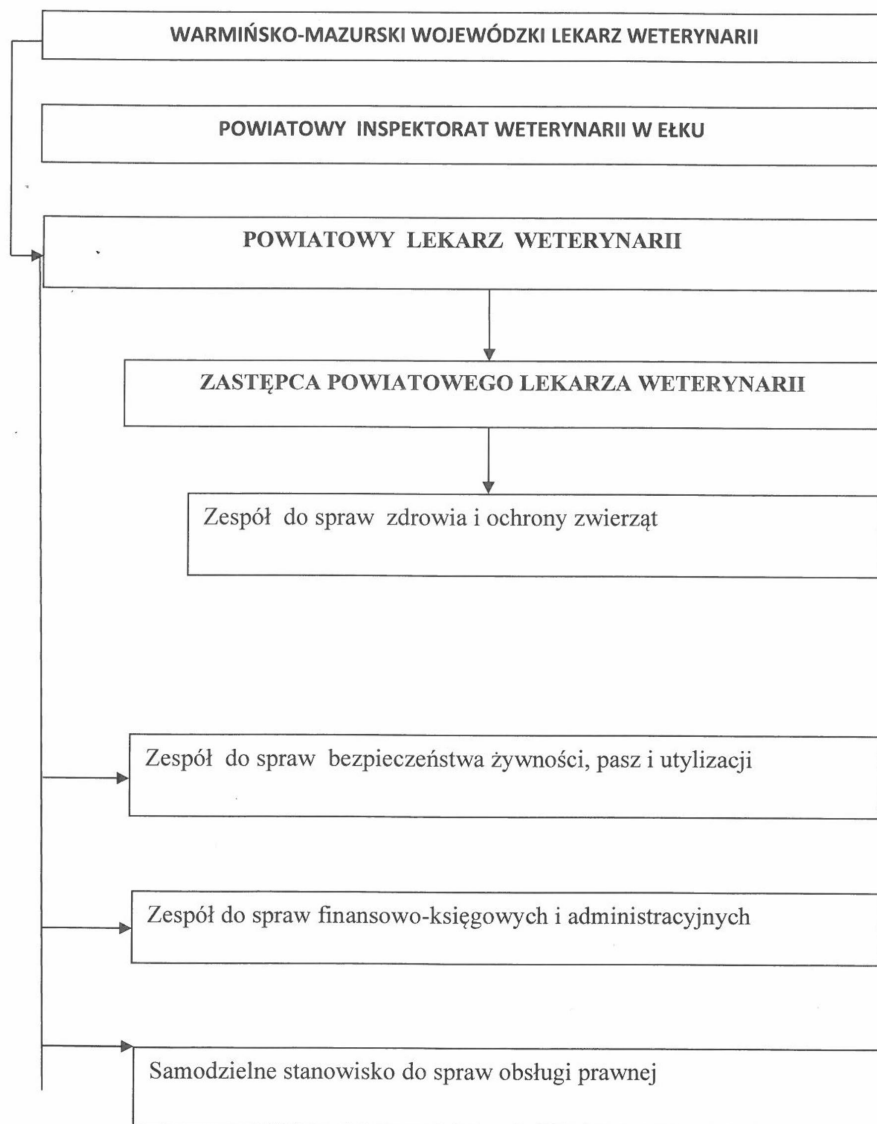 WARMIŃSKO-MAZURSKI WOJEWÓDZKI LEKARZ WETERYNARII
POWIATOWY INSPEKTORAT WETERYNARII W EŁKU
POWIATOWY LEKARZ WETERYNARII
ZASTĘPCA POWIATOWEGO LEKARZA WETERYNARII
Zespół do spraw zdrowia i ochrony zwierząt
Zespół do spraw bezpieczeństwa żywności, pasz i utylizacji
Zespół do spraw finansowo-księgowych i administracyjnych
Samodzielne stanowisko do spraw obsługi prawnej